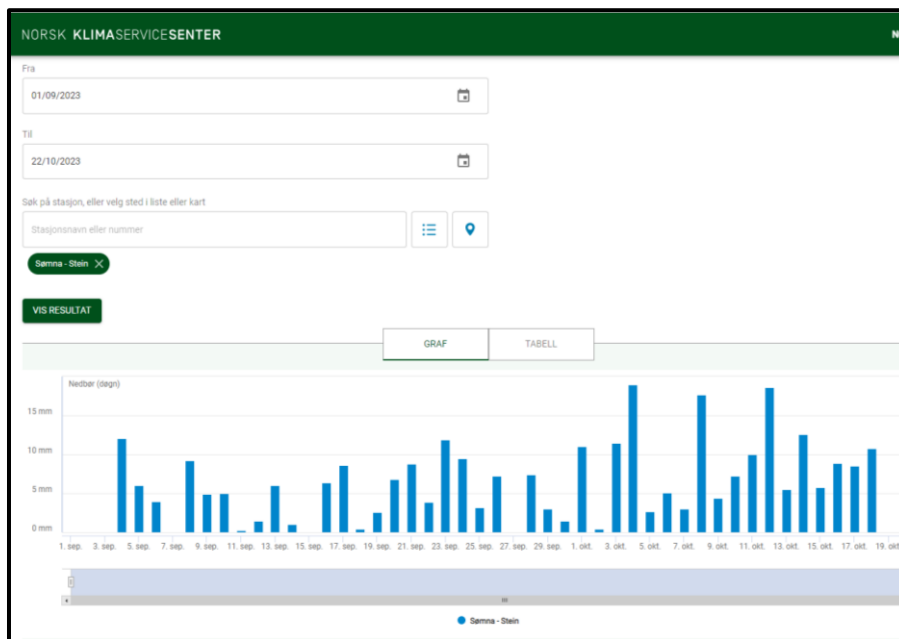 NORSK KLIMASERVICESENTER
Fra
01/09/2023
Til
22/10/2023
Søk på stasjon, eller velg sted i liste eller kart
Stasjonsnavn eller nummer
Sømna - Stein
VIS RESULTAT
GRAF TABELL
Nedbør (døgn)
15 mm
10 mm
5 mm
0 mm
1. sep. 3. sep. 5. sep. 7. sep. 9. sep. 11. sep. 13. sep. 15. sep. 17. sep. 19. sep. 21. sep. 23. sep. 25. sep. 27. sep. 29. sep. 1. okt. 3. okt. 5. okt. 7. okt. 9. okt. 11. okt. 13. okt. 15. okt. 17. okt. 19. okt.
Sømna - Stein